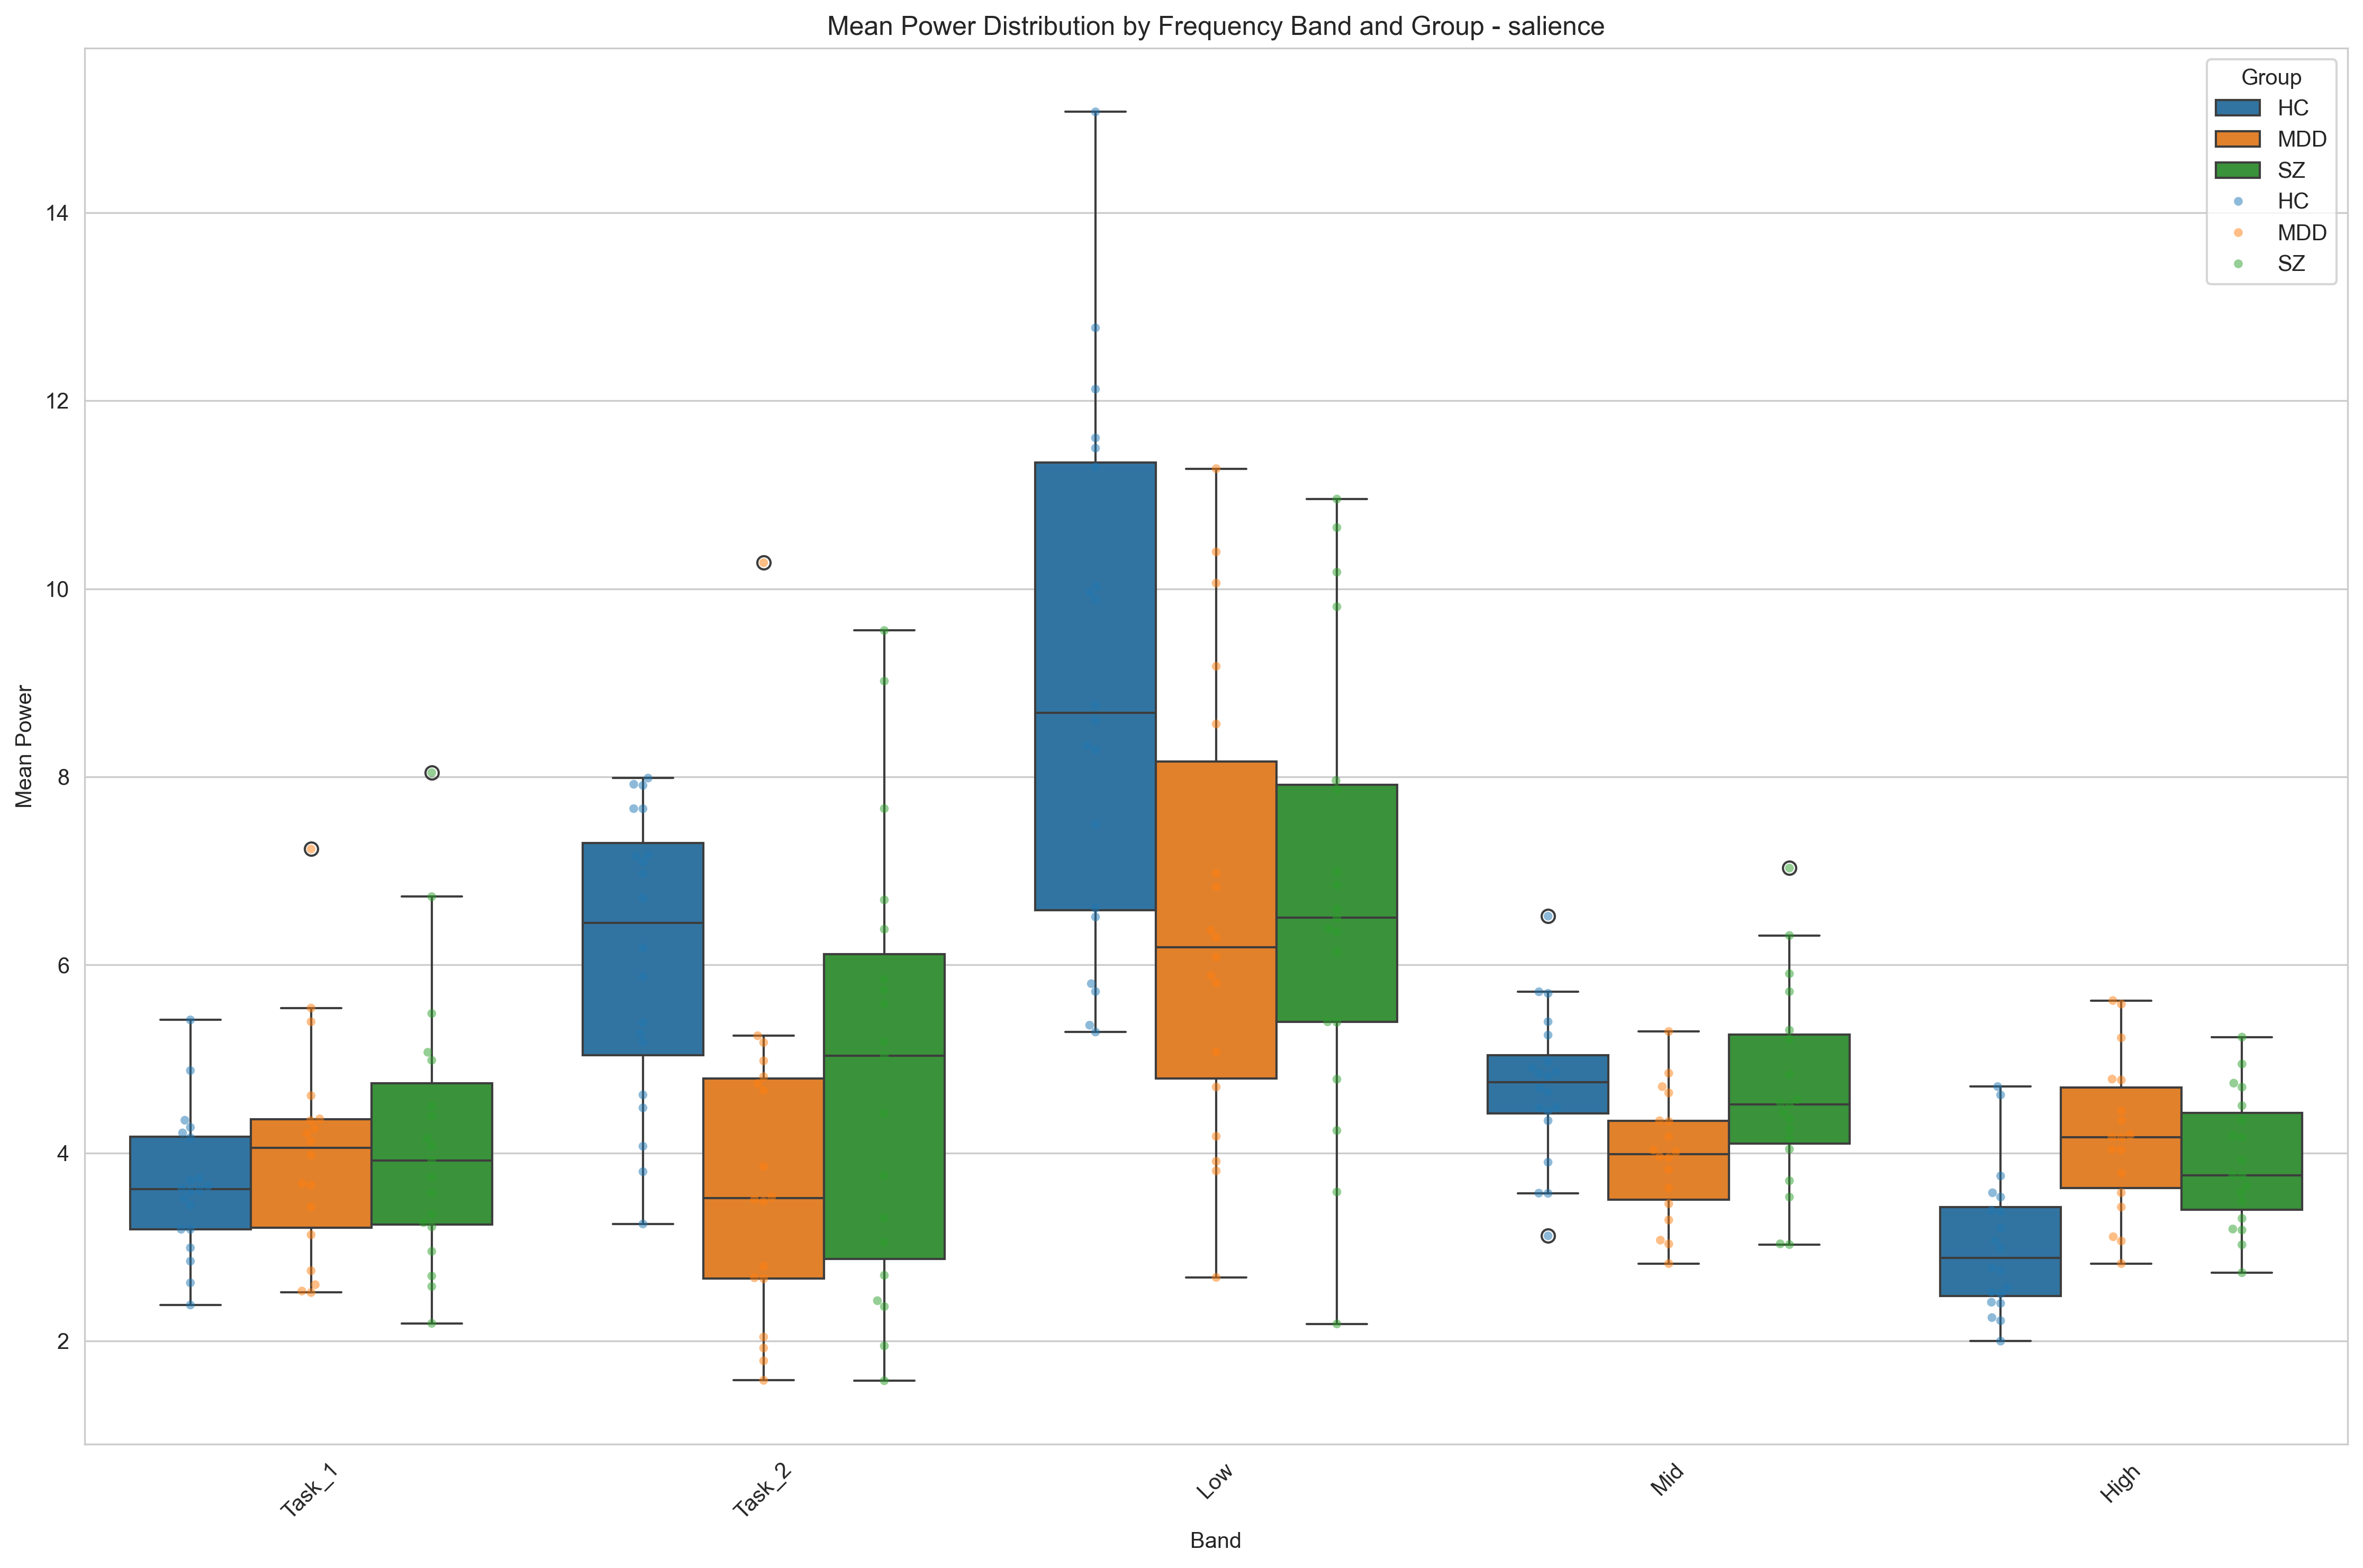 Mean Power Distribution by Frequency Band and Group - salience
Group
HC
MDD
SZ
HC
MDD
SZ
Mean Power
14
12
10
8
6
4
2
Task_1
Task_2
Low
Mid
High
Band